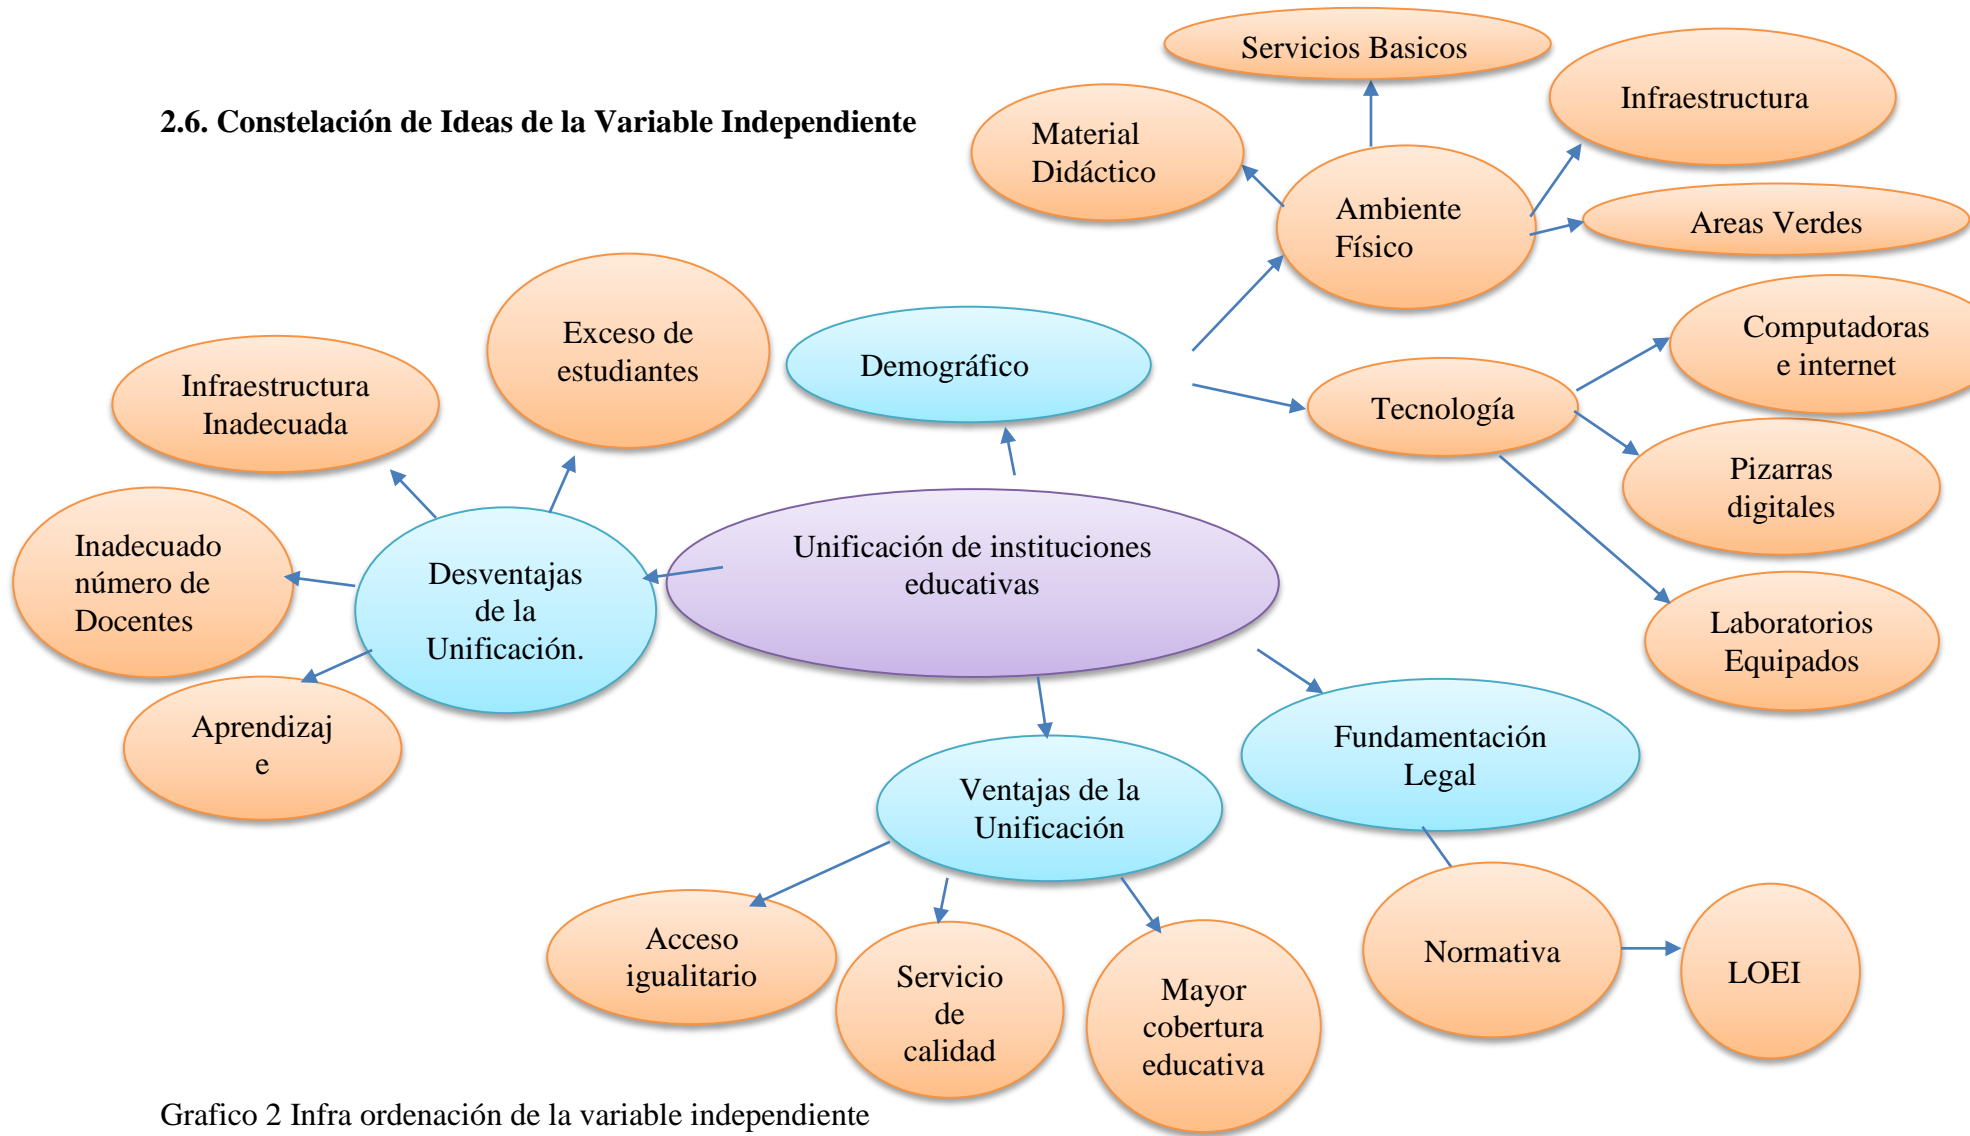 Servicios Basicos
Infraestructura
2.6. Constelación de Ideas de la Variable Independiente
Material
Didáctico
Ambiente
Físico
Areas Verdes
Exceso de
estudiantes
Demográfico
Computadoras
e internet
Infraestructura
Inadecuada
Tecnología
Pizarras
digitales
Inadecuado
número de
Docentes
Desventajas
de la
Unificación.
Unificación de instituciones
educativas
Laboratorios
Equipados
Aprendizaj
e
Fundamentación
Legal
Ventajas de la
Unificación
Acceso
igualitario
Servicio
de
calidad
Mayor
cobertura
educativa
Normativa
LOEI
Grafico 2 Infra ordenación de la variable independiente